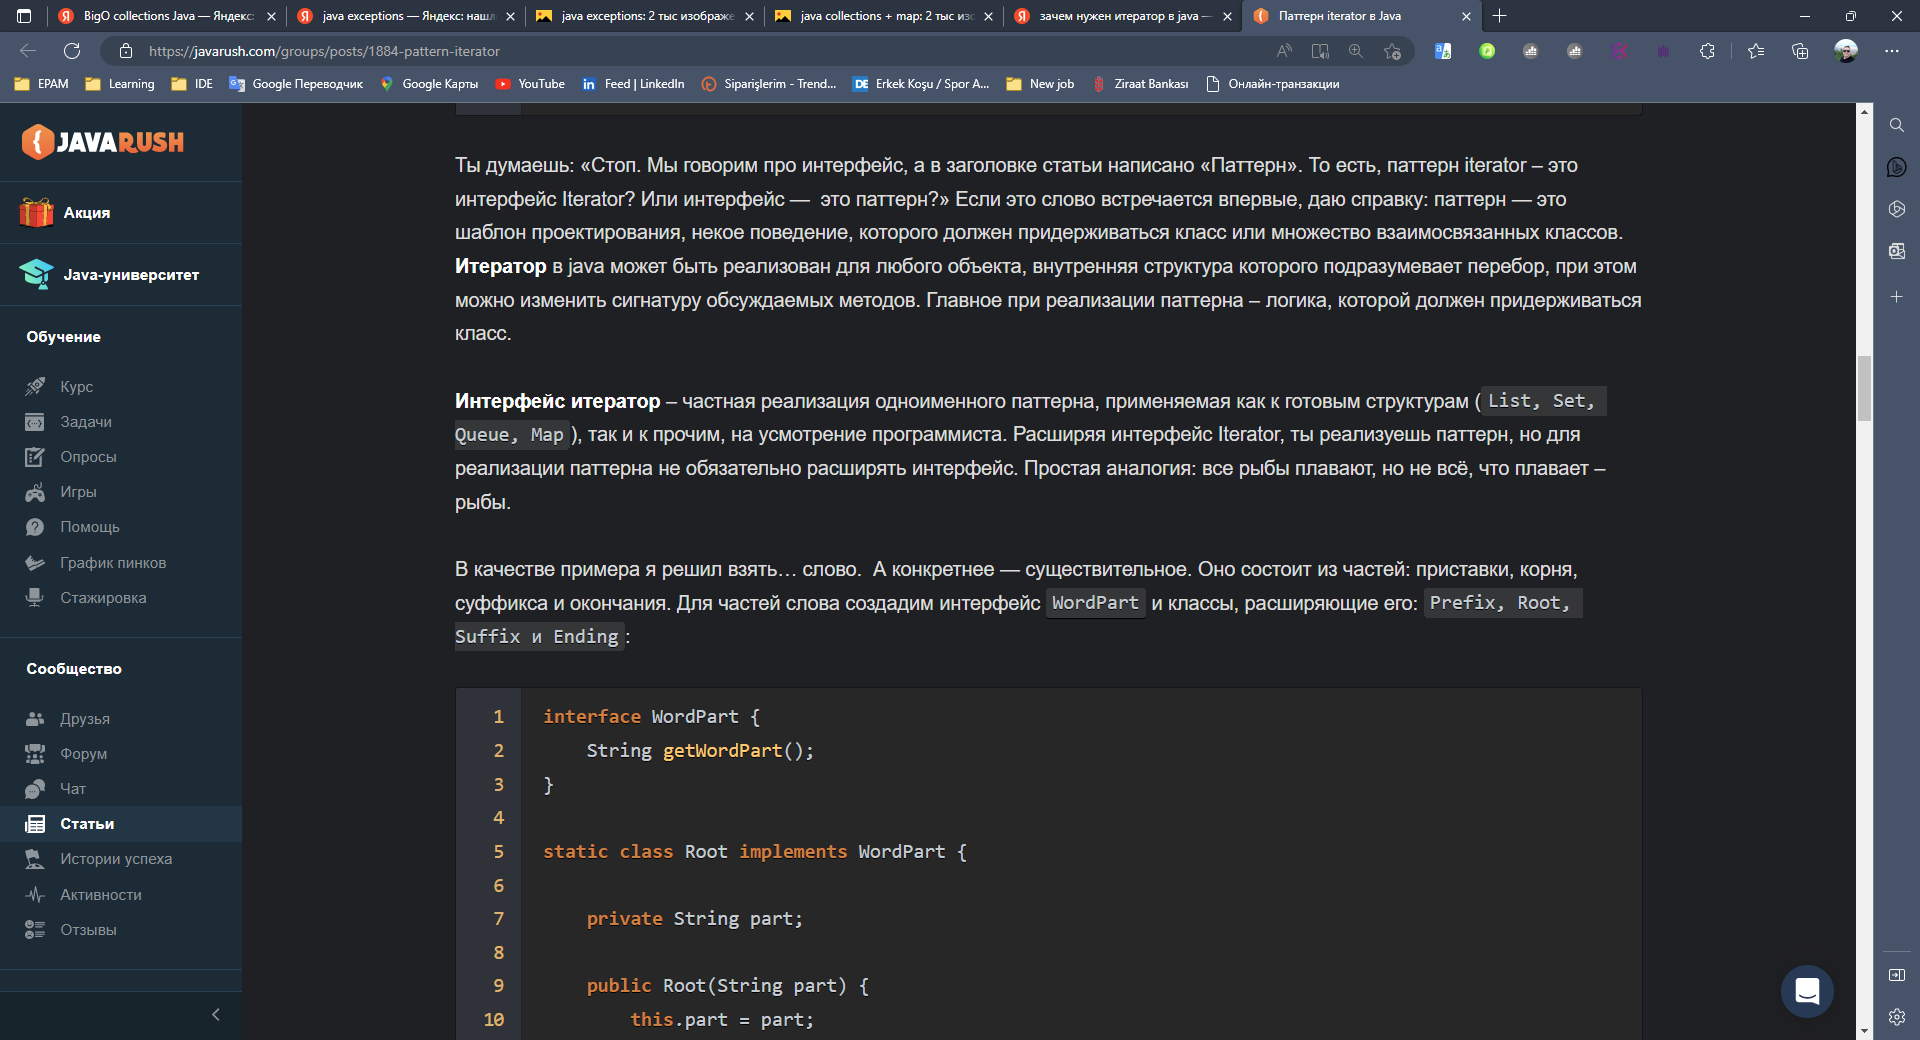 BigO collections Java — Яндекс:
java exceptions — Яндекс: нашл
java exceptions: 2 тыс изображе
java collections + map: 2 тыс изо
зачем нужен итератор в java —
Паттерн iterator в Java
https://javarush.com/groups/posts/1884-pattern-iterator
EPAM
Learning
IDE
Google Переводчик
Google Карты
YouTube
Feed | LinkedIn
Siparişlerim - Trend...
Erkek Koşu / Spor A...
New job
Ziraat Bankası
Онлайн-транзакции
JAVARUSH
Акция
Java-университет
Обучение
Курс
Задачи
Опросы
Игры
Помощь
График пинков
Стажировка
Сообщество
Друзья
Форум
Чат
Статьи
Истории успеха
Активности
Отзывы
Ты думаешь: «Стоп. Мы говорим про интерфейс, а в заголовке статьи написано «Паттерн». То есть, паттерн iterator – это
интерфейс Iterator? Или интерфейс — это паттерн?» Если это слово встречается впервые, даю справку: паттерн — это
шаблон проектирования, некое поведение, которого должен придерживаться класс или множество взаимосвязанных классов.
Итератор в java может быть реализован для любого объекта, внутренняя структура которого подразумевает перебор, при этом
можно изменить сигнатуру обсуждаемых методов. Главное при реализации паттерна – логика, которой должен придерживаться
класс.
Интерфейс итератор – частная реализация одноименного паттерна, применяемая как к готовым структурам ( List, Set,
Queue, Map ), так и к прочим, на усмотрение программиста. Расширяя интерфейс Iterator, ты реализуешь паттерн, но для
реализации паттерна не обязательно расширять интерфейс. Простая аналогия: все рыбы плавают, но не всё, что плавает –
рыбы.
В качестве примера я решил взять… слово. А конкретнее — существительное. Оно состоит из частей: приставки, корня,
суффикса и окончания. Для частей слова создадим интерфейс WordPart и классы, расширяющие его: Prefix, Root,
Suffix и Ending :
1 interface WordPart {
2 String getWordPart();
3 }
4
5 static class Root implements WordPart {
6
7 private String part;
8
9 public Root(String part) {
10 this.part = part;